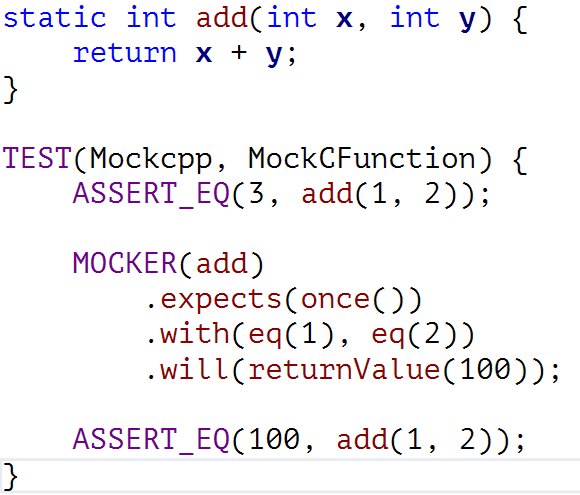 static int add(int x, int y) {
    return x + y;
}

TEST(Mockcpp, MockCFunction) {
    ASSERT_EQ(3, add(1, 2));

    MOCKER(add)
        .expects(once())
        .with(eq(1), eq(2))
        .will(returnValue(100));

    ASSERT_EQ(100, add(1, 2));
}